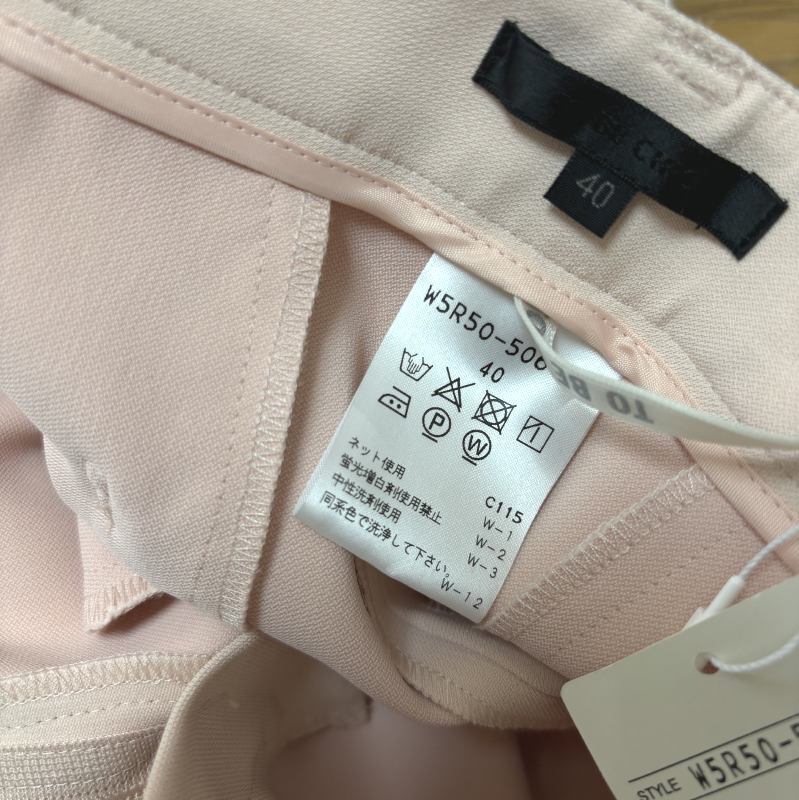 40
W5R50-506
40
P
W
ネット使用
蛍光増白剤使用禁止
中性洗剤使用
同系色で洗浄して下さい。
C115
W-1
W-2
W-3
W-12
TO BE
STYLE W5R50-5